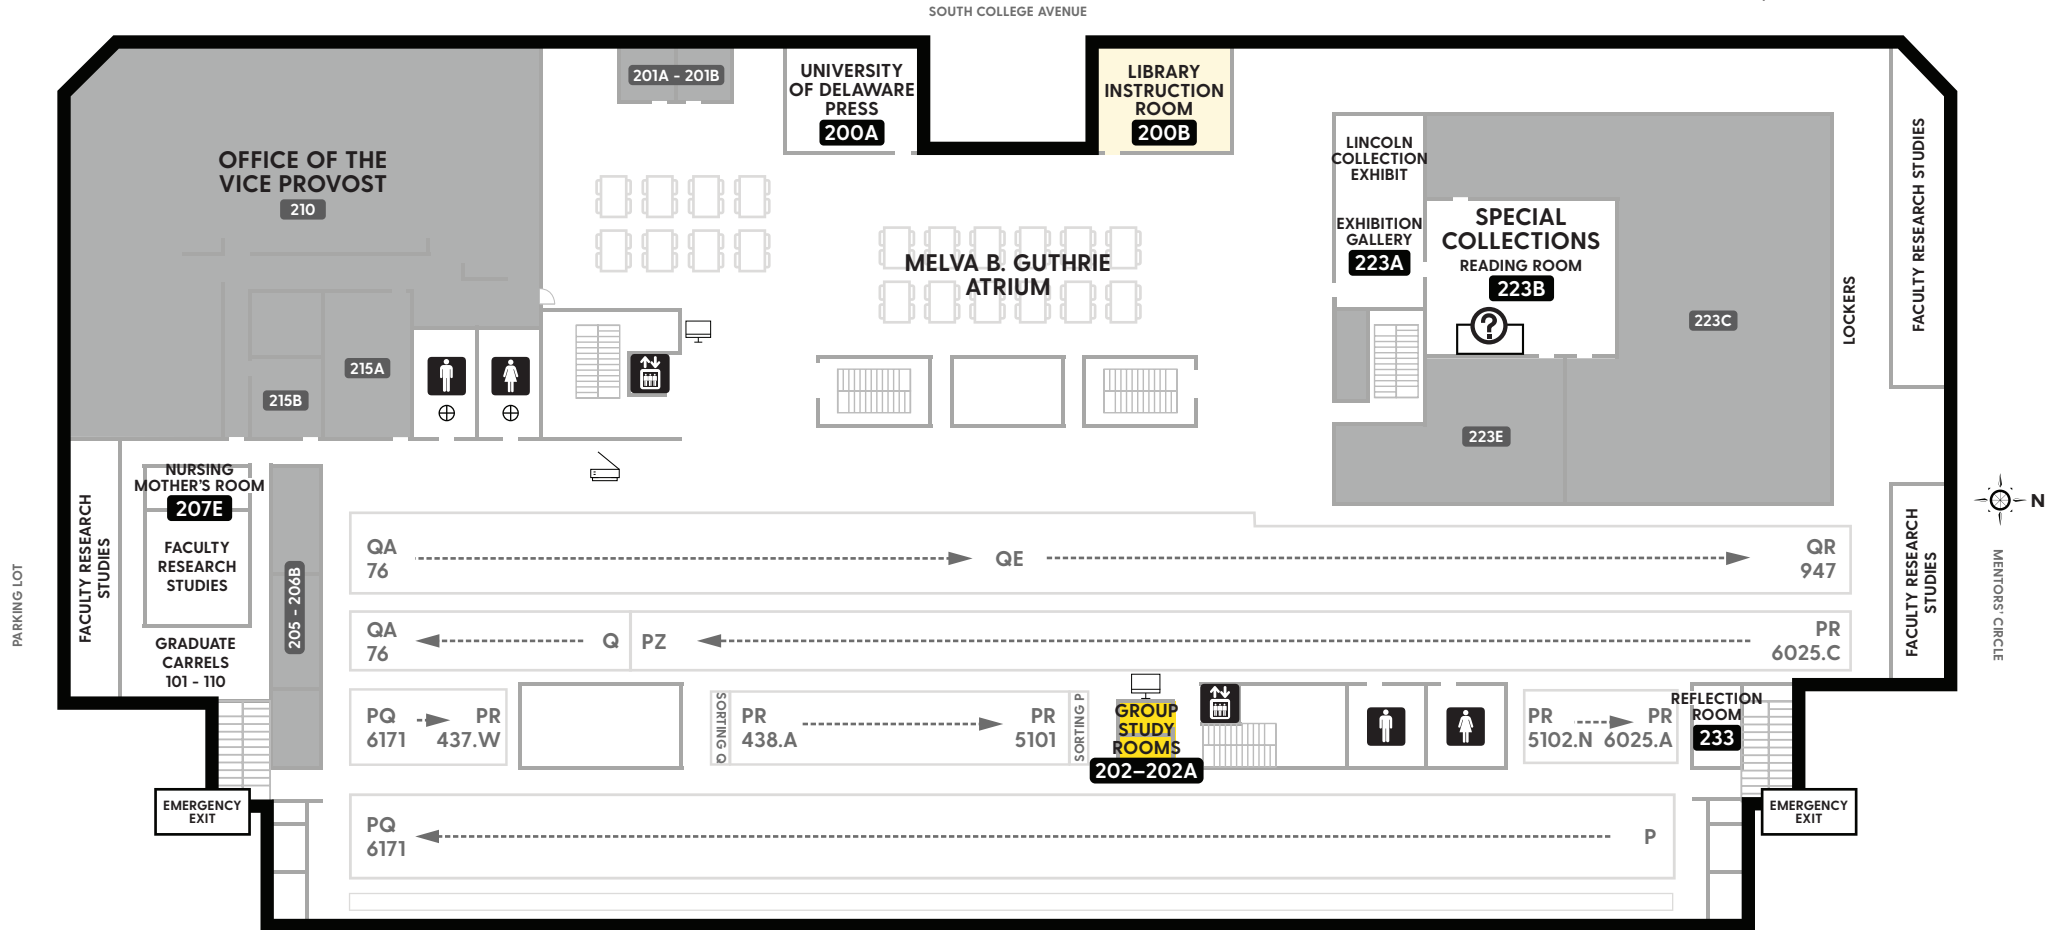 SOUTH COLLEGE AVENUE
201A - 201B
UNIVERSITY
OF DELAWARE
PRESS
200A
LIBRARY
INSTRUCTION
ROOM
200B
OFFICE OF THE
VICE PROVOST
210
LINCOLN
COLLECTION
EXHIBIT
EXHIBITION
GALLERY
223A
SPECIAL
COLLECTIONS
READING ROOM
223B
?
223C
LOCKERS
FACULTY RESEARCH STUDIES
MELVA B. GUTHRIE
ATRIUM
215A
215B
223E
NURSING
MOTHER'S ROOM
207E
FACULTY RESEARCH
STUDIES
FACULTY
RESEARCH
STUDIES
GRADUATE
CARRELS
101 - 110
205 - 206B
PARKING LOT
QA
76
QE
QR
947
QA
76
Q
PZ
PR
6025.C
FACULTY RESEARCH
STUDIES
N
MENTORS' CIRCLE
PQ
6171
PR
437.W
SORTING Q
PR
438.A
PR
5101
SORTING P
GROUP
STUDY
ROOMS
202–202A
PR
5102.N
PR
6025.A
REFLECTION
ROOM
233
EMERGENCY
EXIT
EMERGENCY
EXIT
PQ
6171
P